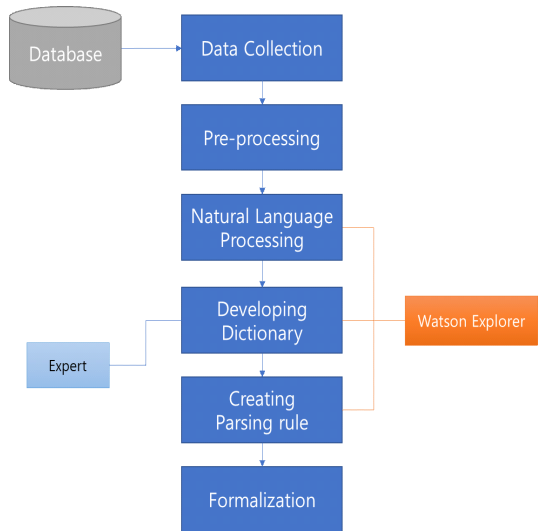 Database
Data Collection
Pre-processing
Natural Language
Processing
Developing
Dictionary
Watson Explorer
Expert
Creating
Parsing rule
Formalization